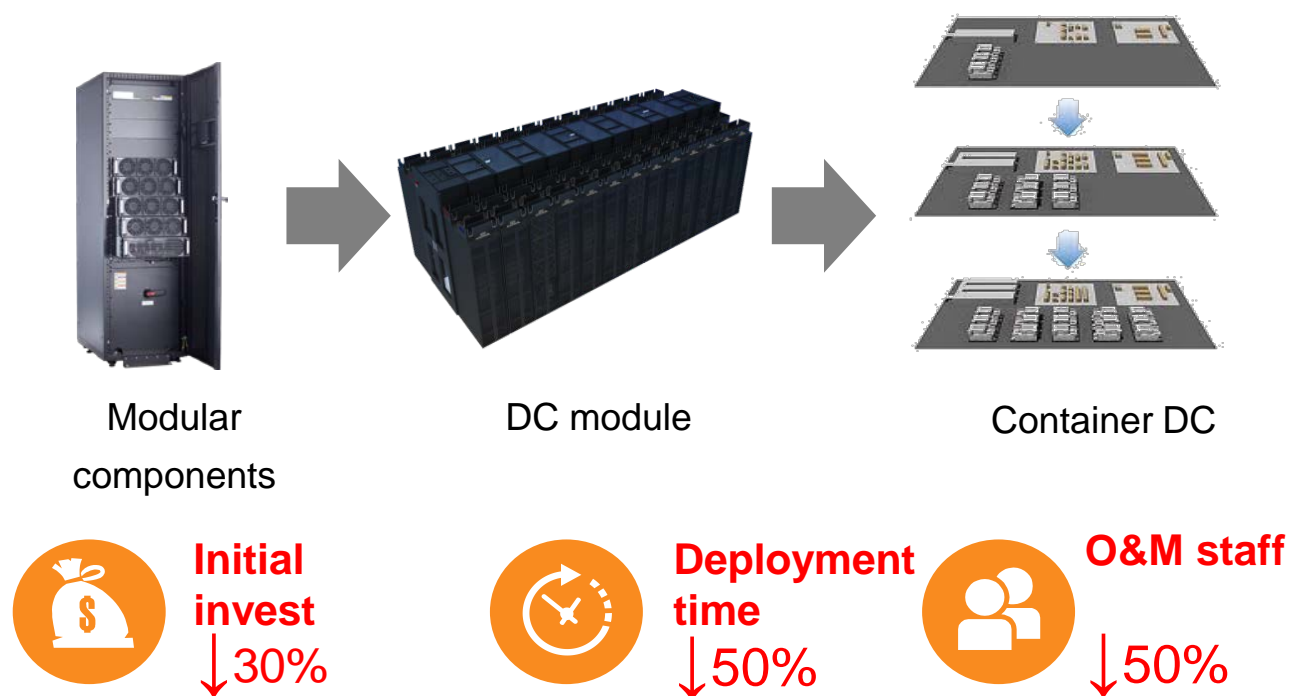 Modular
components
DC module
Container DC
Initial
invest
↓30%
Deployment
time
↓50%
O&M staff
↓50%
$